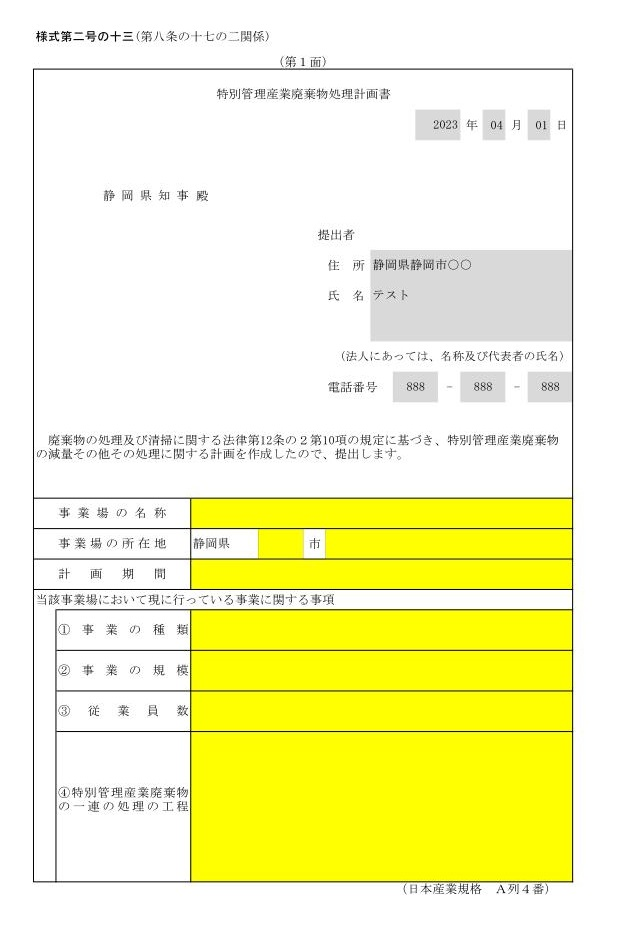 様式第二号の十三(第八条の十七の二関係)
(第１面)
特別管理産業廃棄物処理計画書
2023 年 04 月 01 日
静岡県知事 殿
提出者
住 所 静岡県静岡市〇〇
氏 名 テスト
(法人にあっては、名称及び代表者の氏名)
電話番号 888 － 888 － 888
廃棄物の処理及び清掃に関する法律第12条の２第10項の規定に基づき、特別管理産業廃棄物
の減量その他その処理に関する計画を作成したので、提出します。
事業場の名称
事業場の所在地 静岡県 市
計画期間
当該事業場において現に行っている事業に関する事項
①事業の種類
②事業の規模
③従業員数
④特別管理産業廃棄物
の一連の処理の工程
(日本産業規格 Ａ列４番)